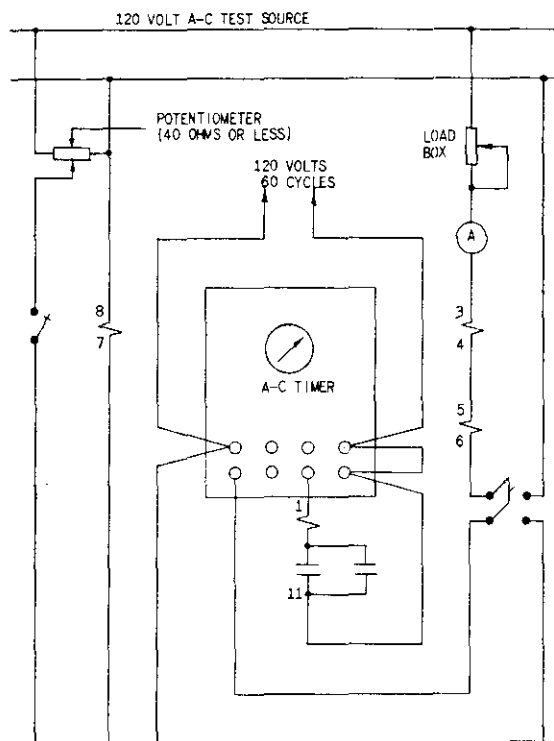 120 VOLT A-C TEST SOURCE
POTENTIOMETER
(40 OHMS OR LESS)
LOAD
BOX
120 VOLTS
60 CYCLES
A
8
7
3
4
A-C TIMER
5
6
1
11